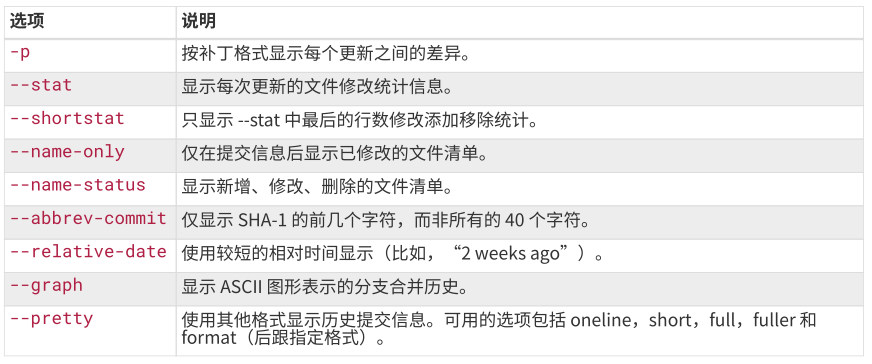 选项 说明
-p 按补丁格式显示每个更新之间的差异。
--stat 显示每次更新的文件修改统计信息。
--shortstat 只显示 --stat 中最后的行数修改添加移除统计。
--name-only 仅在提交信息后显示已修改的文件清单。
--name-status 显示新增、修改、删除的文件清单。
--abbrev-commit 仅显示 SHA-1 的前几个字符，而非所有的 40 个字符。
--relative-date 使用较短的相对时间显示（比如，“2 weeks ago”）。
--graph 显示 ASCII 图形表示的分支合并历史。
--pretty 使用其他格式显示历史提交信息。可用的选项包括 oneline，short，full，fuller 和
format（后跟指定格式）。